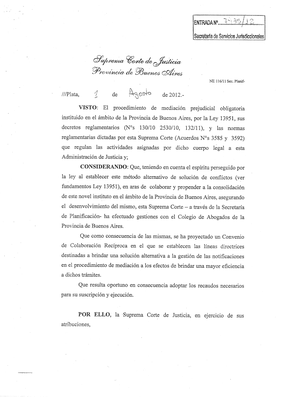 ENTRADA Nº
Secretaría de Servicios Jurisdiccionales
Suprema Corte de Justicia
Provincia de Buenos Aires
///Plata, 1 de Agosto de 2012.-
VISTO: El procedimiento de mediación prejudicial obligatoria
instituido en el ámbito de la Provincia de Buenos Aires, por la Ley 13951, sus
decretos reglamentarios (Nºs 130/10 2530/10, 132/11), y las normas
reglamentarias dictadas por esta Suprema Corte (Acuerdos Nºs 3585 y 3592)
que regulan las actividades asignadas por dicho cuerpo legal a esta
Administración de Justicia y;
CONSIDERANDO: Que, teniendo en cuenta el espíritu perseguido por
la ley al establecer este método alternativo de solución de conflictos (ver
fundamentos Ley 13951), en aras de colaborar y propender a la consolidación
de este novel instituto en el ámbito de la Provincia de Buenos Aires, asegurando
el desenvolvimiento del mismo, esta Suprema Corte – a través de la Secretaría
de Planificación- ha efectuado gestiones con el Colegio de Abogados de la
Provincia de Buenos Aires.
Que como consecuencia de las mismas, se ha proyectado un Convenio
de Colaboración Recíproca en el que se establecen las líneas directrices
destinadas a brindar una solución alternativa a la gestión de las notificaciones
en el procedimiento de mediación a los efectos de brindar una mayor eficiencia
a dichos trámites.
Que resulta oportuno en consecuencia adoptar los recaudos necesarios
para su suscripción y ejecución.
POR ELLO, la Suprema Corte de Justicia, en ejercicio de sus
atribuciones,